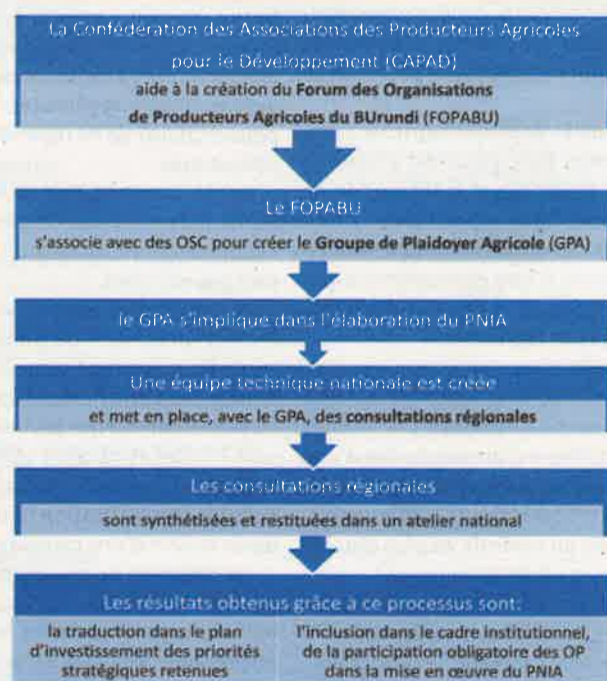 La Confédération des Associations des Producteurs Agricoles
pour le Développement (CAPAD)
aide à la création du Forum des Organisations
de Producteurs Agricoles du BUrundi (FOPABU)
Le FOPABU
s'associe avec des OSC pour créer le Groupe de Plaidoyer Agricole (GPA)
le GPA s'implique dans l'élaboration du PNIA
Une équipe technique nationale est créée
et met en place, avec le GPA, des consultations régionales
Les consultations régionales
sont synthétisées et restituées dans un atelier national
Les résultats obtenus grâce à ce processus sont:
la traduction dans le plan
d'investissement des priorités
stratégiques retenues
l'inclusion dans le cadre institutionnel,
de la participation obligatoire des OP
dans la mise en œuvre du PNIA